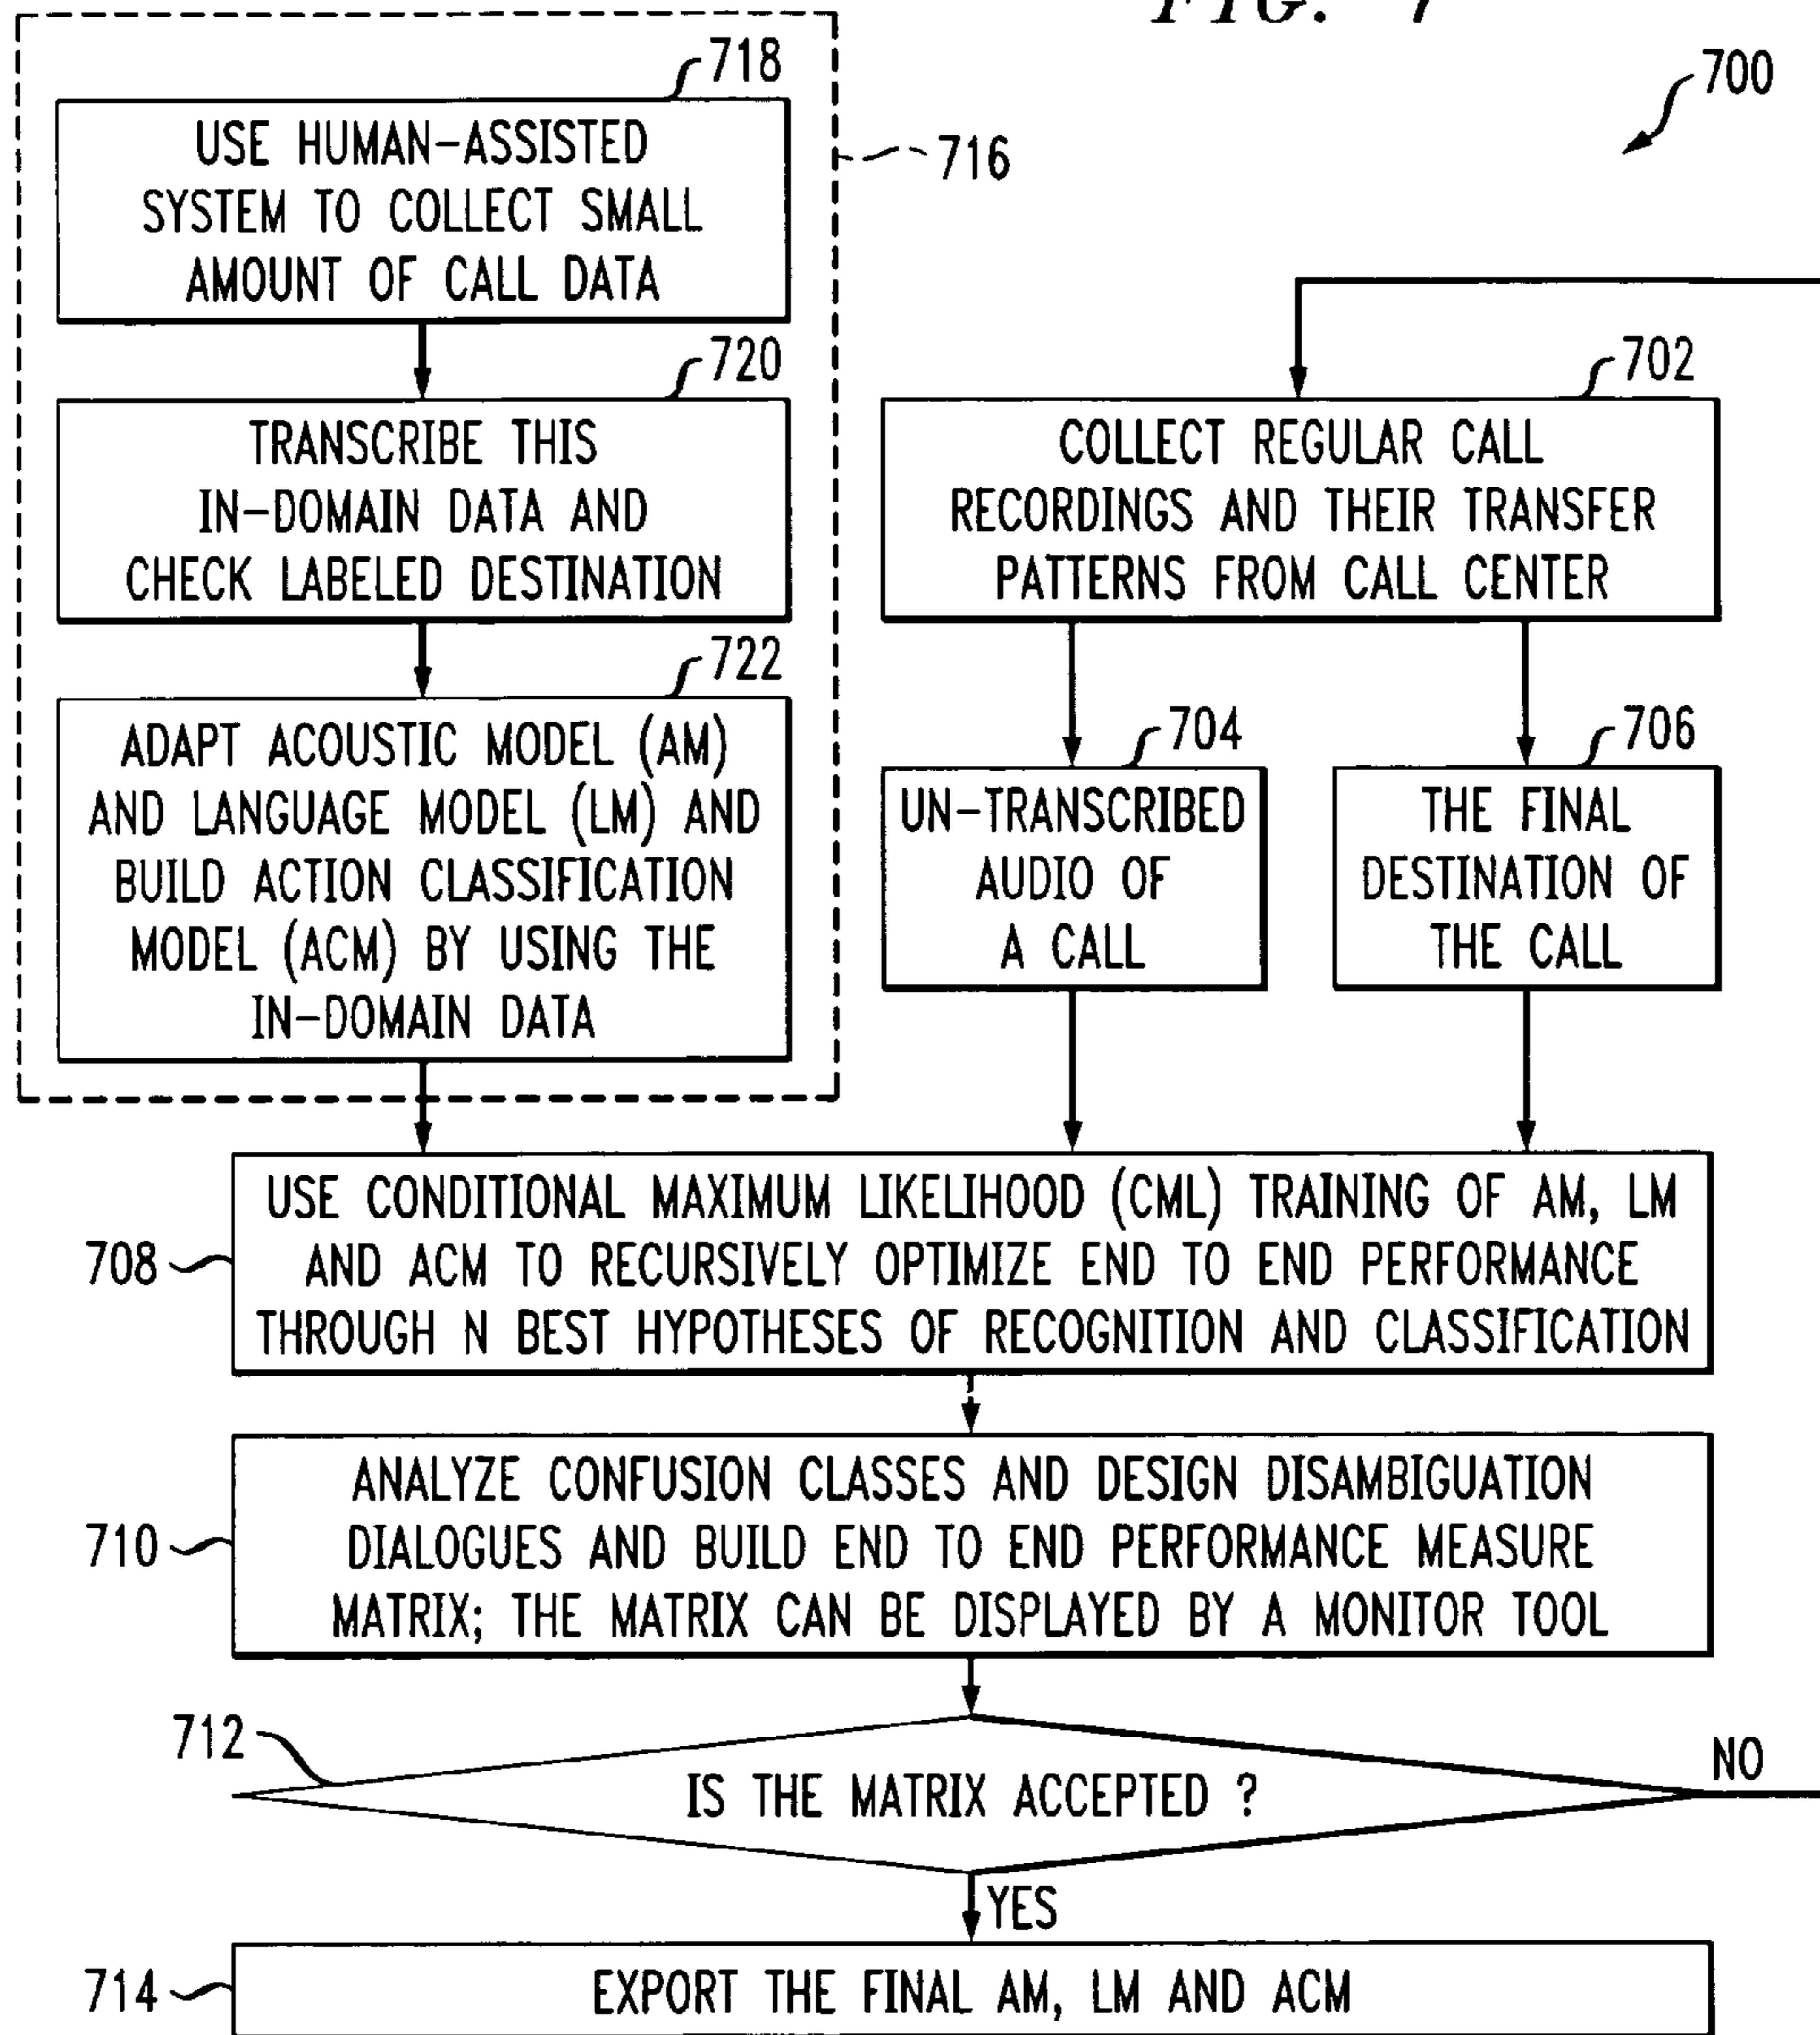 FIG. 7
700
716
718
USE HUMAN-ASSISTED
SYSTEM TO COLLECT SMALL
AMOUNT OF CALL DATA
720
TRANSCRIBE THIS
IN-DOMAIN DATA AND
CHECK LABELED DESTINATION
722
ADAPT ACOUSTIC MODEL (AM)
AND LANGUAGE MODEL (LM) AND
BUILD ACTION CLASSIFICATION
MODEL (ACM) BY USING THE
IN-DOMAIN DATA
702
COLLECT REGULAR CALL
RECORDINGS AND THEIR TRANSFER
PATTERNS FROM CALL CENTER
704
UN-TRANSCRIBED
AUDIO OF
A CALL
706
THE FINAL
DESTINATION OF
THE CALL
708
USE CONDITIONAL MAXIMUM LIKELIHOOD (CML) TRAINING OF AM, LM
AND ACM TO RECURSIVELY OPTIMIZE END TO END PERFORMANCE
THROUGH N BEST HYPOTHESES OF RECOGNITION AND CLASSIFICATION
710
ANALYZE CONFUSION CLASSES AND DESIGN DISAMBIGUATION
DIALOGUES AND BUILD END TO END PERFORMANCE MEASURE
MATRIX; THE MATRIX CAN BE DISPLAYED BY A MONITOR TOOL
712
IS THE MATRIX ACCEPTED ?
NO
YES
714
EXPORT THE FINAL AM, LM AND ACM